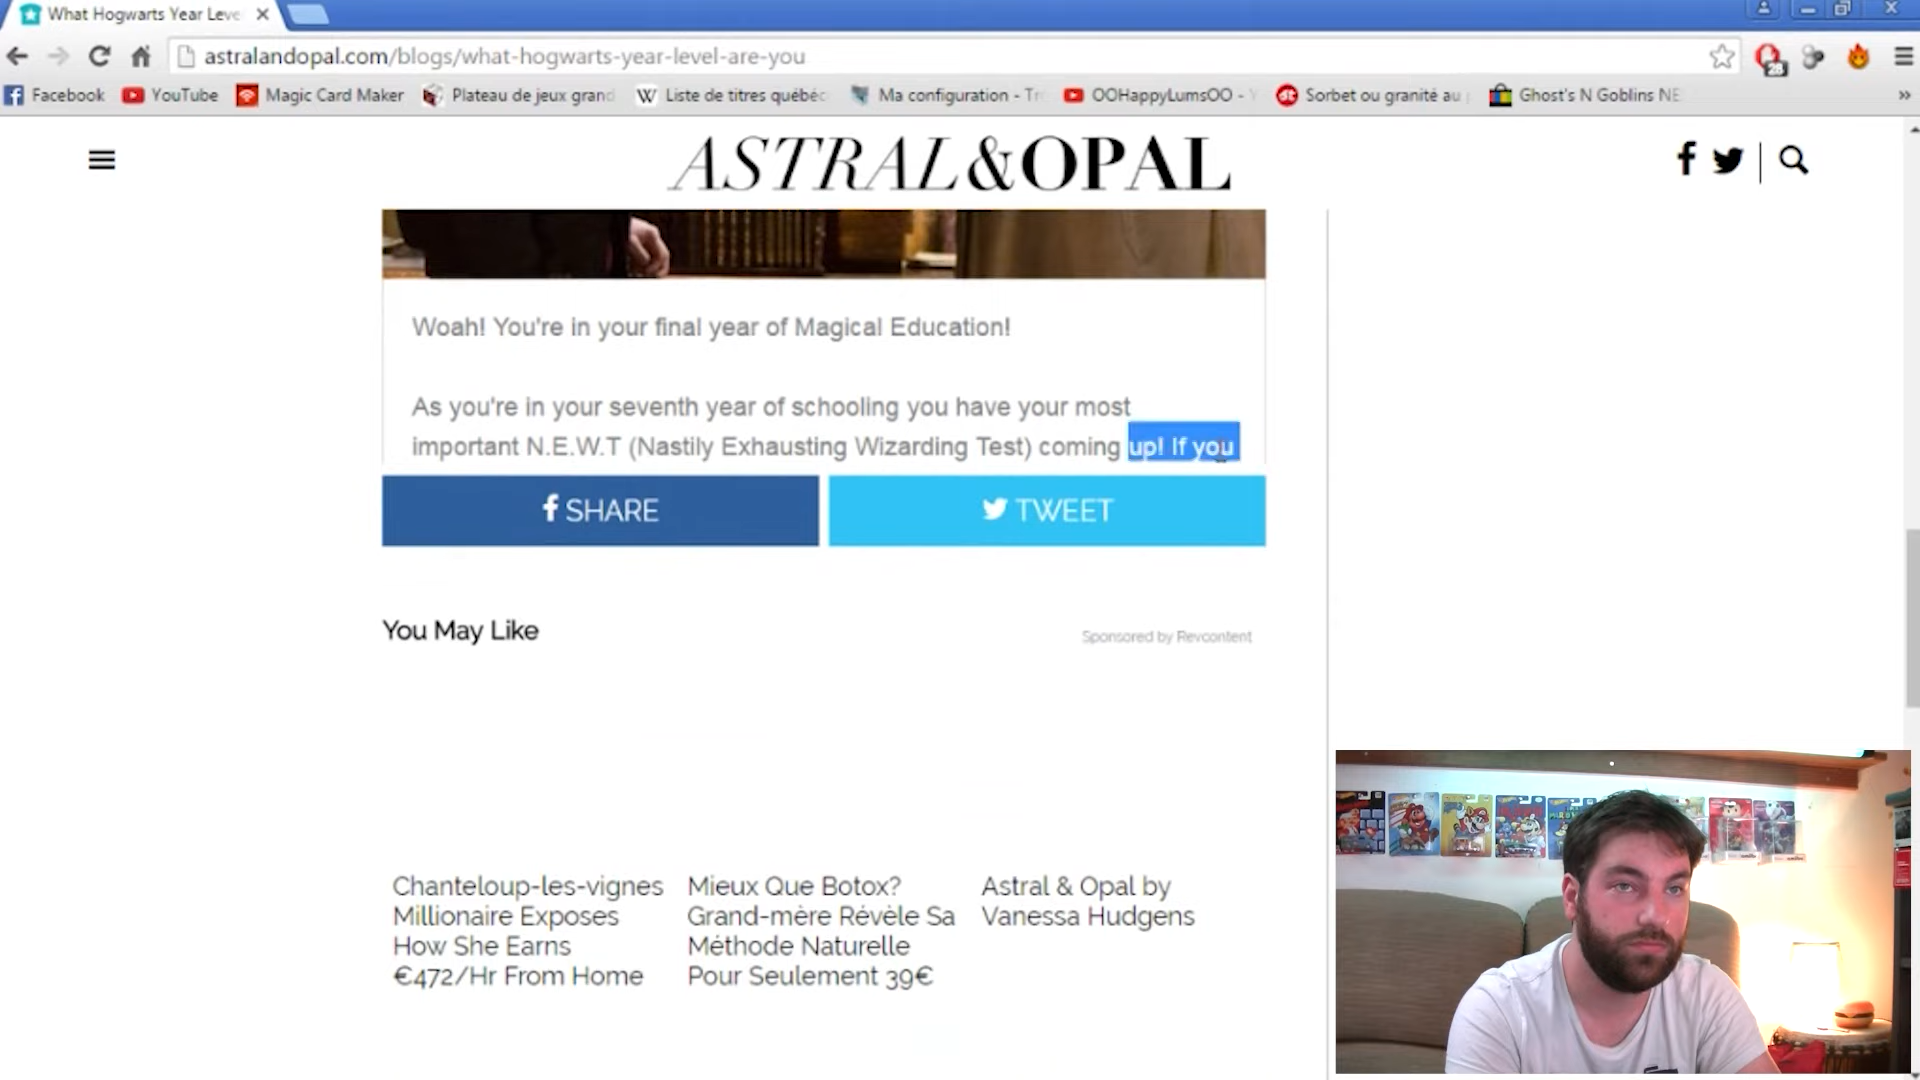 What Hogwarts Year Leve
astralandopal.com/blogs/what-hogwarts-year-level-are-you
28
Facebook YouTube Magic Card Maker Plateau de jeux grand Liste de titres québéc Ma configuration - Tr OOHappyLumsOO - Y Sorbet ou granité au Ghost's N Goblins NE
ASTRAL&OPAL
Woah! You're in your final year of Magical Education!
As you're in your seventh year of schooling you have your most
important N.E.W.T (Nastily Exhausting Wizarding Test) coming up! If you
SHARE
TWEET
You May Like
Sponsored by Revcontent
Chanteloup-les-vignes
Millionaire Exposes
How She Earns
€472/Hr From Home
Mieux Que Botox?
Grand-mère Révèle Sa
Méthode Naturelle
Pour Seulement 39€
Astral & Opal by
Vanessa Hudgens